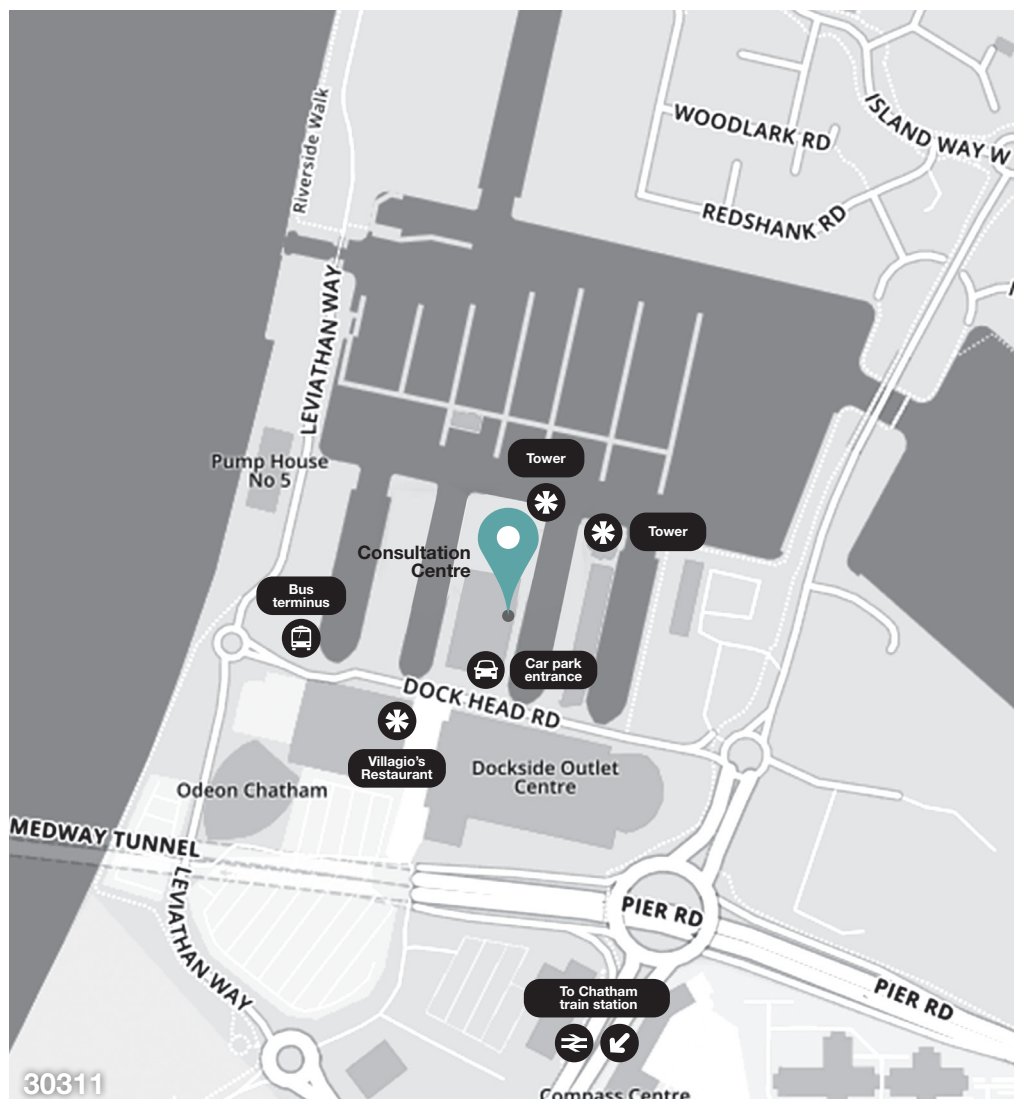 Riverside Walk
WOODLARK RD
ISLAND WAY W
REDSHANK RD
LEVIATHAN WAY
Pump House
No 5
Tower
Tower
Consultation
Centre
Bus
terminus
Car park
entrance
DOCK HEAD RD
Villagio's
Restaurant
Dockside Outlet
Centre
Odeon Chatham
MEDWAY TUNNEL
LEVIATHAN WAY
PIER RD
PIER RD
To Chatham
train station
Compass Centre
30311